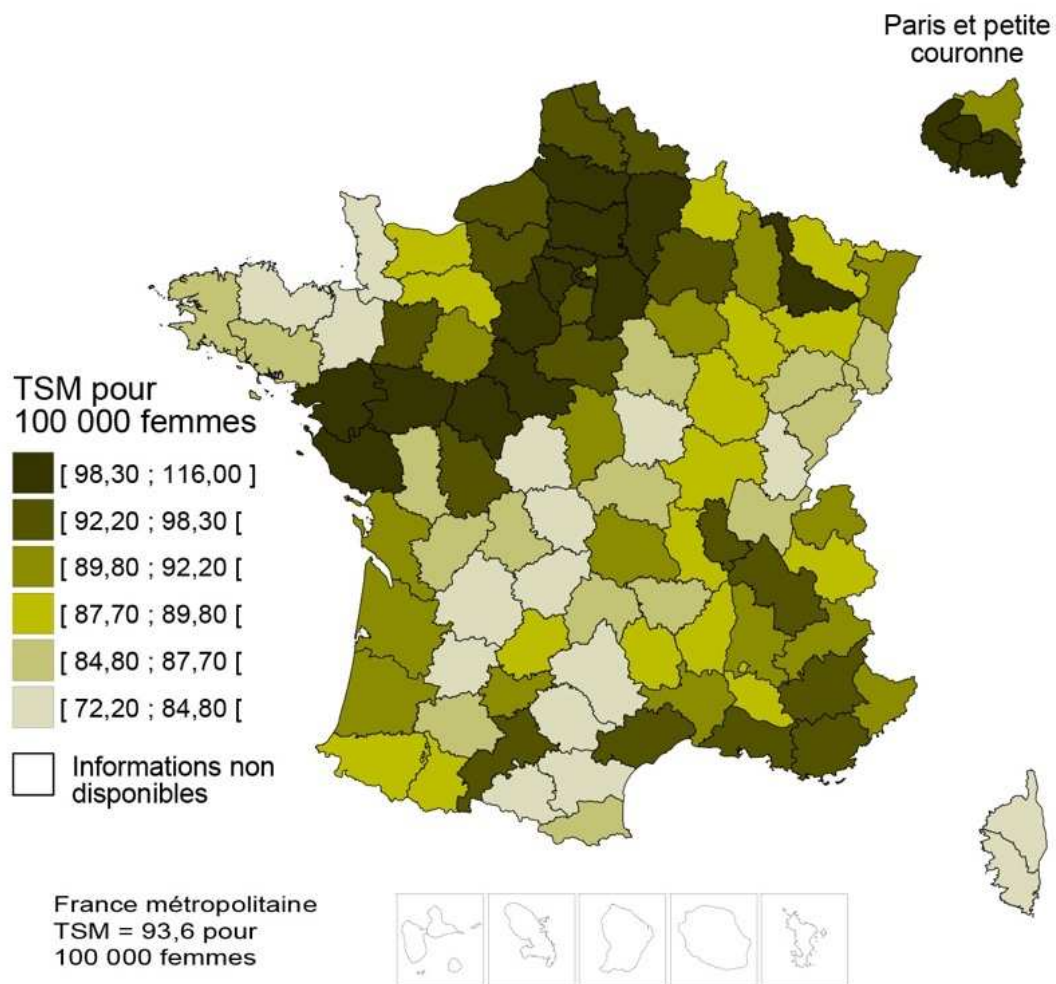 Paris et petite
couronne
TSM pour
100 000 femmes
[ 98,30 ; 116,00 ]
[ 92,20 ; 98,30 [
[ 89,80 ; 92,20 [
[ 87,70 ; 89,80 [
[ 84,80 ; 87,70 [
[ 72,20 ; 84,80 [
Informations non
disponibles
France métropolitaine
TSM = 93,6 pour
100 000 femmes